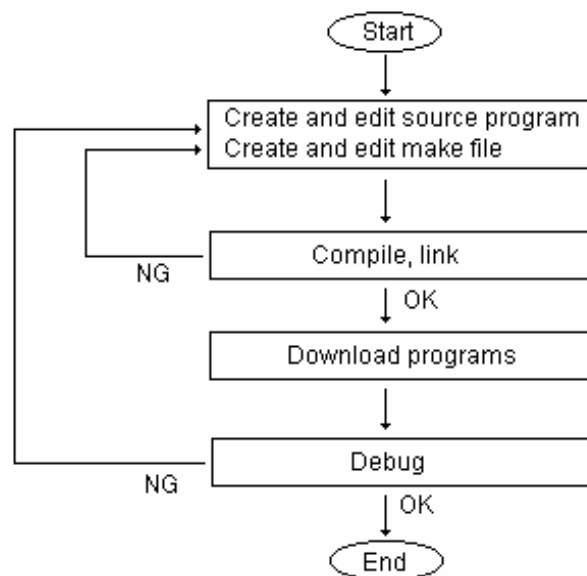 Start
Create and edit source program
Create and edit make file
Compile, link
NG
OK
Download programs
Debug
NG
OK
End